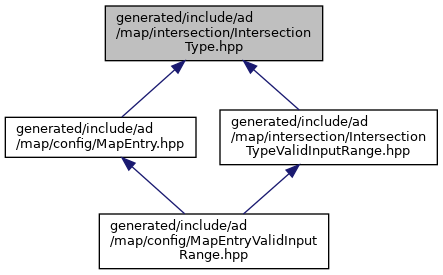 generated/include/ad
/map/intersection/Intersection
Type.hpp
generated/include/ad
/map/config/MapEntry.hpp
generated/include/ad
/map/intersection/Intersection
TypeValidInputRange.hpp
generated/include/ad
/map/config/MapEntryValidInput
Range.hpp